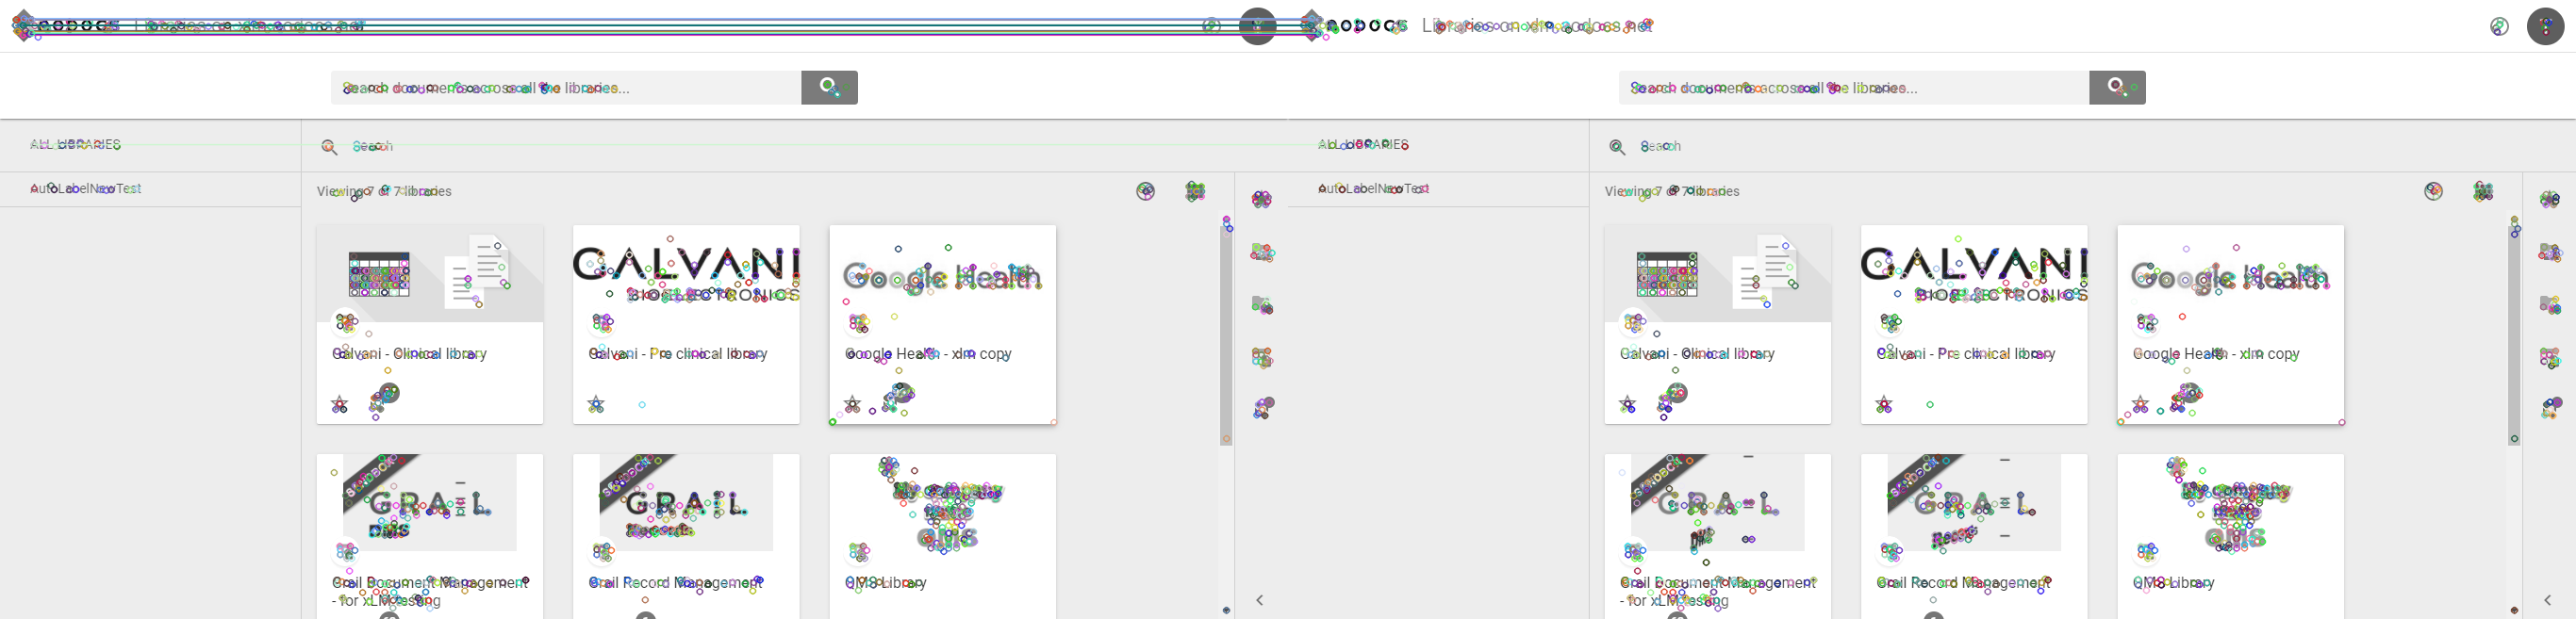 Libraries on xlm.aodocs.net
AODOCS Libraries on xlm.aodocs.net
Search documents across all the libraries...
Search documents across all the libraries...
ALL LIBRARIES
Search
ALL LIBRARIES
Search
AutoLabelNewTest
Viewing 7 of 7 libraries
AutoLabelNewTest
Viewing 7 of 7 libraries
GALVANI
BIOELECTRONICS
Google Health
GALVANI
BIOELECTRONICS
Google Health
Galvani - Clinical library
Galvani - Pre clinical library
Google Health - xlm copy
Galvani - Clinical library
Galvani - Pre clinical library
Google Health - xlm copy
SANDBOX
GRAIL
SANDBOX
GRAIL
QMS
SANDBOX
GRAIL
SANDBOX
GRAIL
QMS
Grail Document Management
- for xLM testing
Grail Record Management
QMS Library
Grail Document Management
- for xLM testing
Grail Record Management
QMS Library